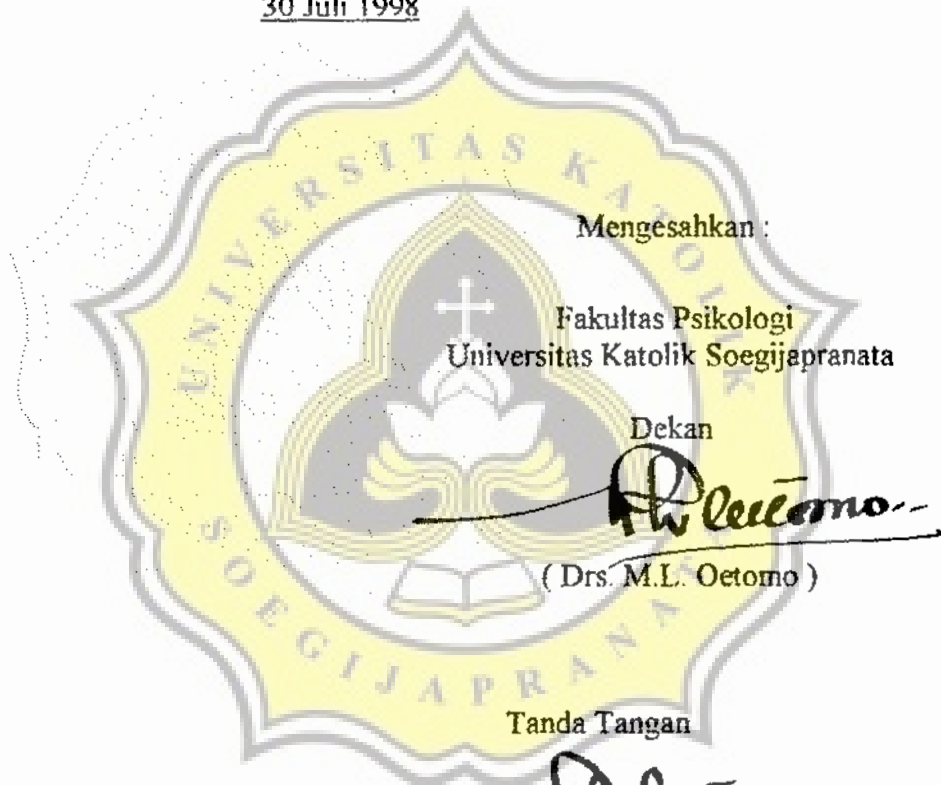 30 Juli 1998
UNIVERSITAS KATOLIK
SOEGIJAPRANATA
Mengesahkan :
Fakultas Psikologi
Universitas Katolik Soegijapranata
Dekan
( Drs. M.L. Oetomo )
Tanda Tangan